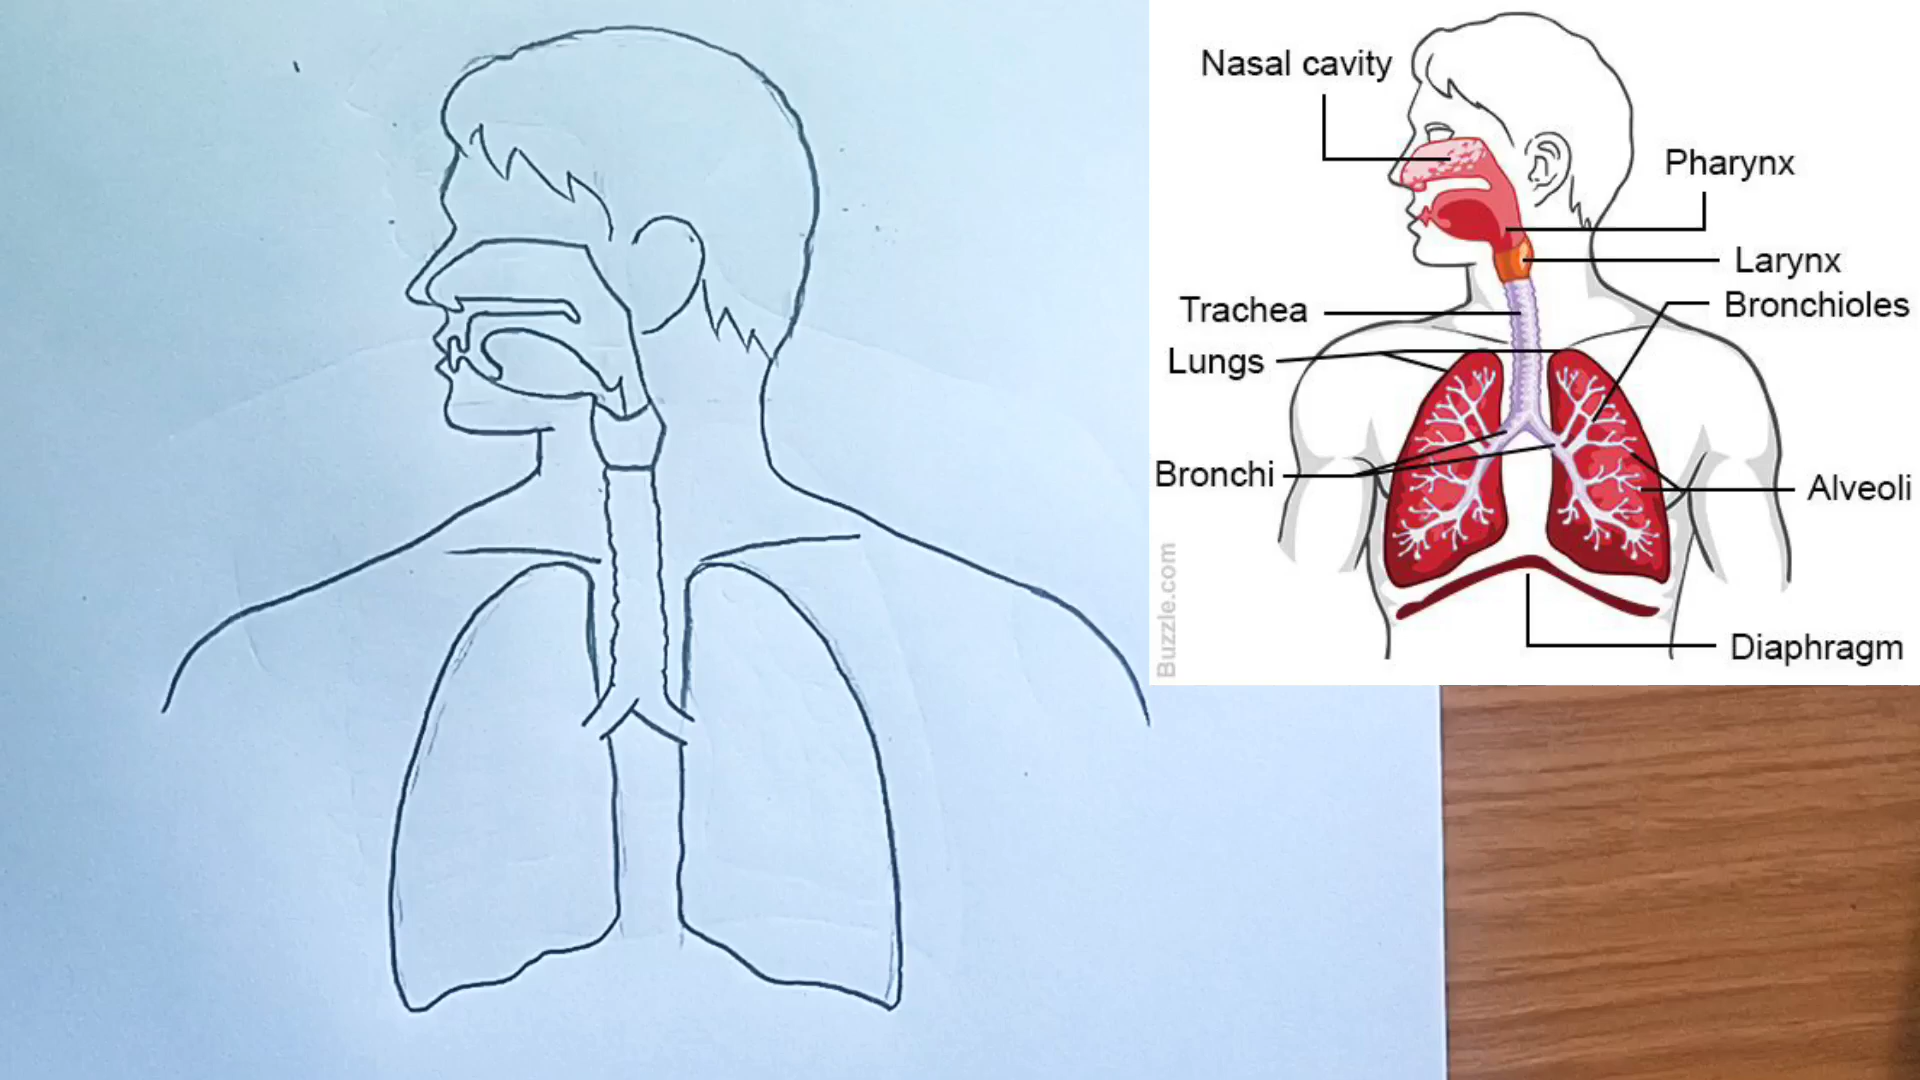 Nasal cavity
Pharynx
Larynx
Trachea
Bronchioles
Lungs
Bronchi
Alveoli
Buzzle.com
Diaphragm